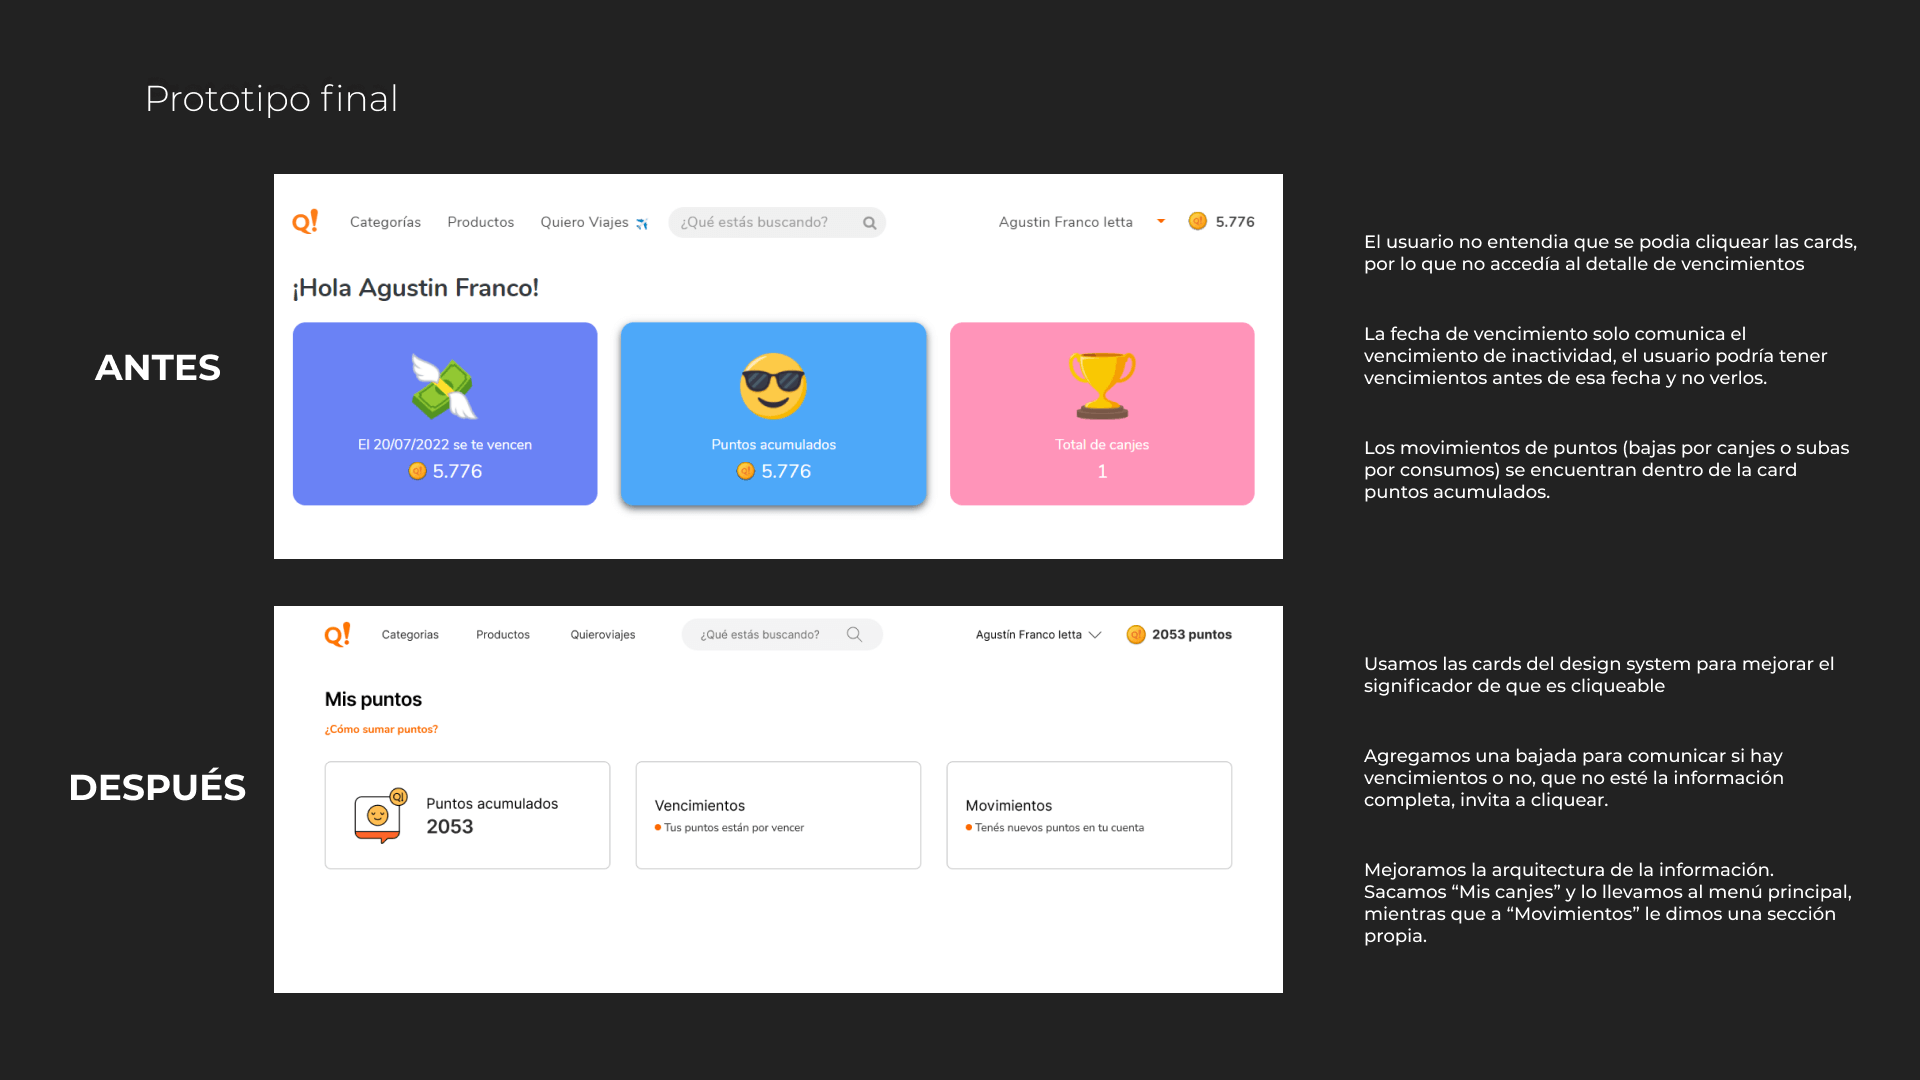 Prototipo final
ANTES
Q!
Categorías Productos Quiero Viajes ¿Qué estás buscando? Agustin Franco Ietta 5.776
¡Hola Agustin Franco!
El 20/07/2022 se te vencen
5.776
Puntos acumulados
5.776
Total de canjes
1
El usuario no entendia que se podia cliquear las cards,
por lo que no accedía al detalle de vencimientos
La fecha de vencimiento solo comunica el
vencimiento de inactividad, el usuario podría tener
vencimientos antes de esa fecha y no verlos.
Los movimientos de puntos (bajas por canjes o subas
por consumos) se encuentran dentro de la card
puntos acumulados.
DESPUÉS
Q!
Categorias Productos Quieroviajes ¿Qué estás buscando? Agustín Franco Ietta 2053 puntos
Mis puntos
¿Cómo sumar puntos?
Puntos acumulados
2053
Vencimientos
Tus puntos están por vencer
Movimientos
Tenés nuevos puntos en tu cuenta
Usamos las cards del design system para mejorar el
significador de que es cliqueable
Agregamos una bajada para comunicar si hay
vencimientos o no, que no esté la información
completa, invita a cliquear.
Mejoramos la arquitectura de la información.
Sacamos “Mis canjes” y lo llevamos al menú principal,
mientras que a “Movimientos” le dimos una sección
propia.